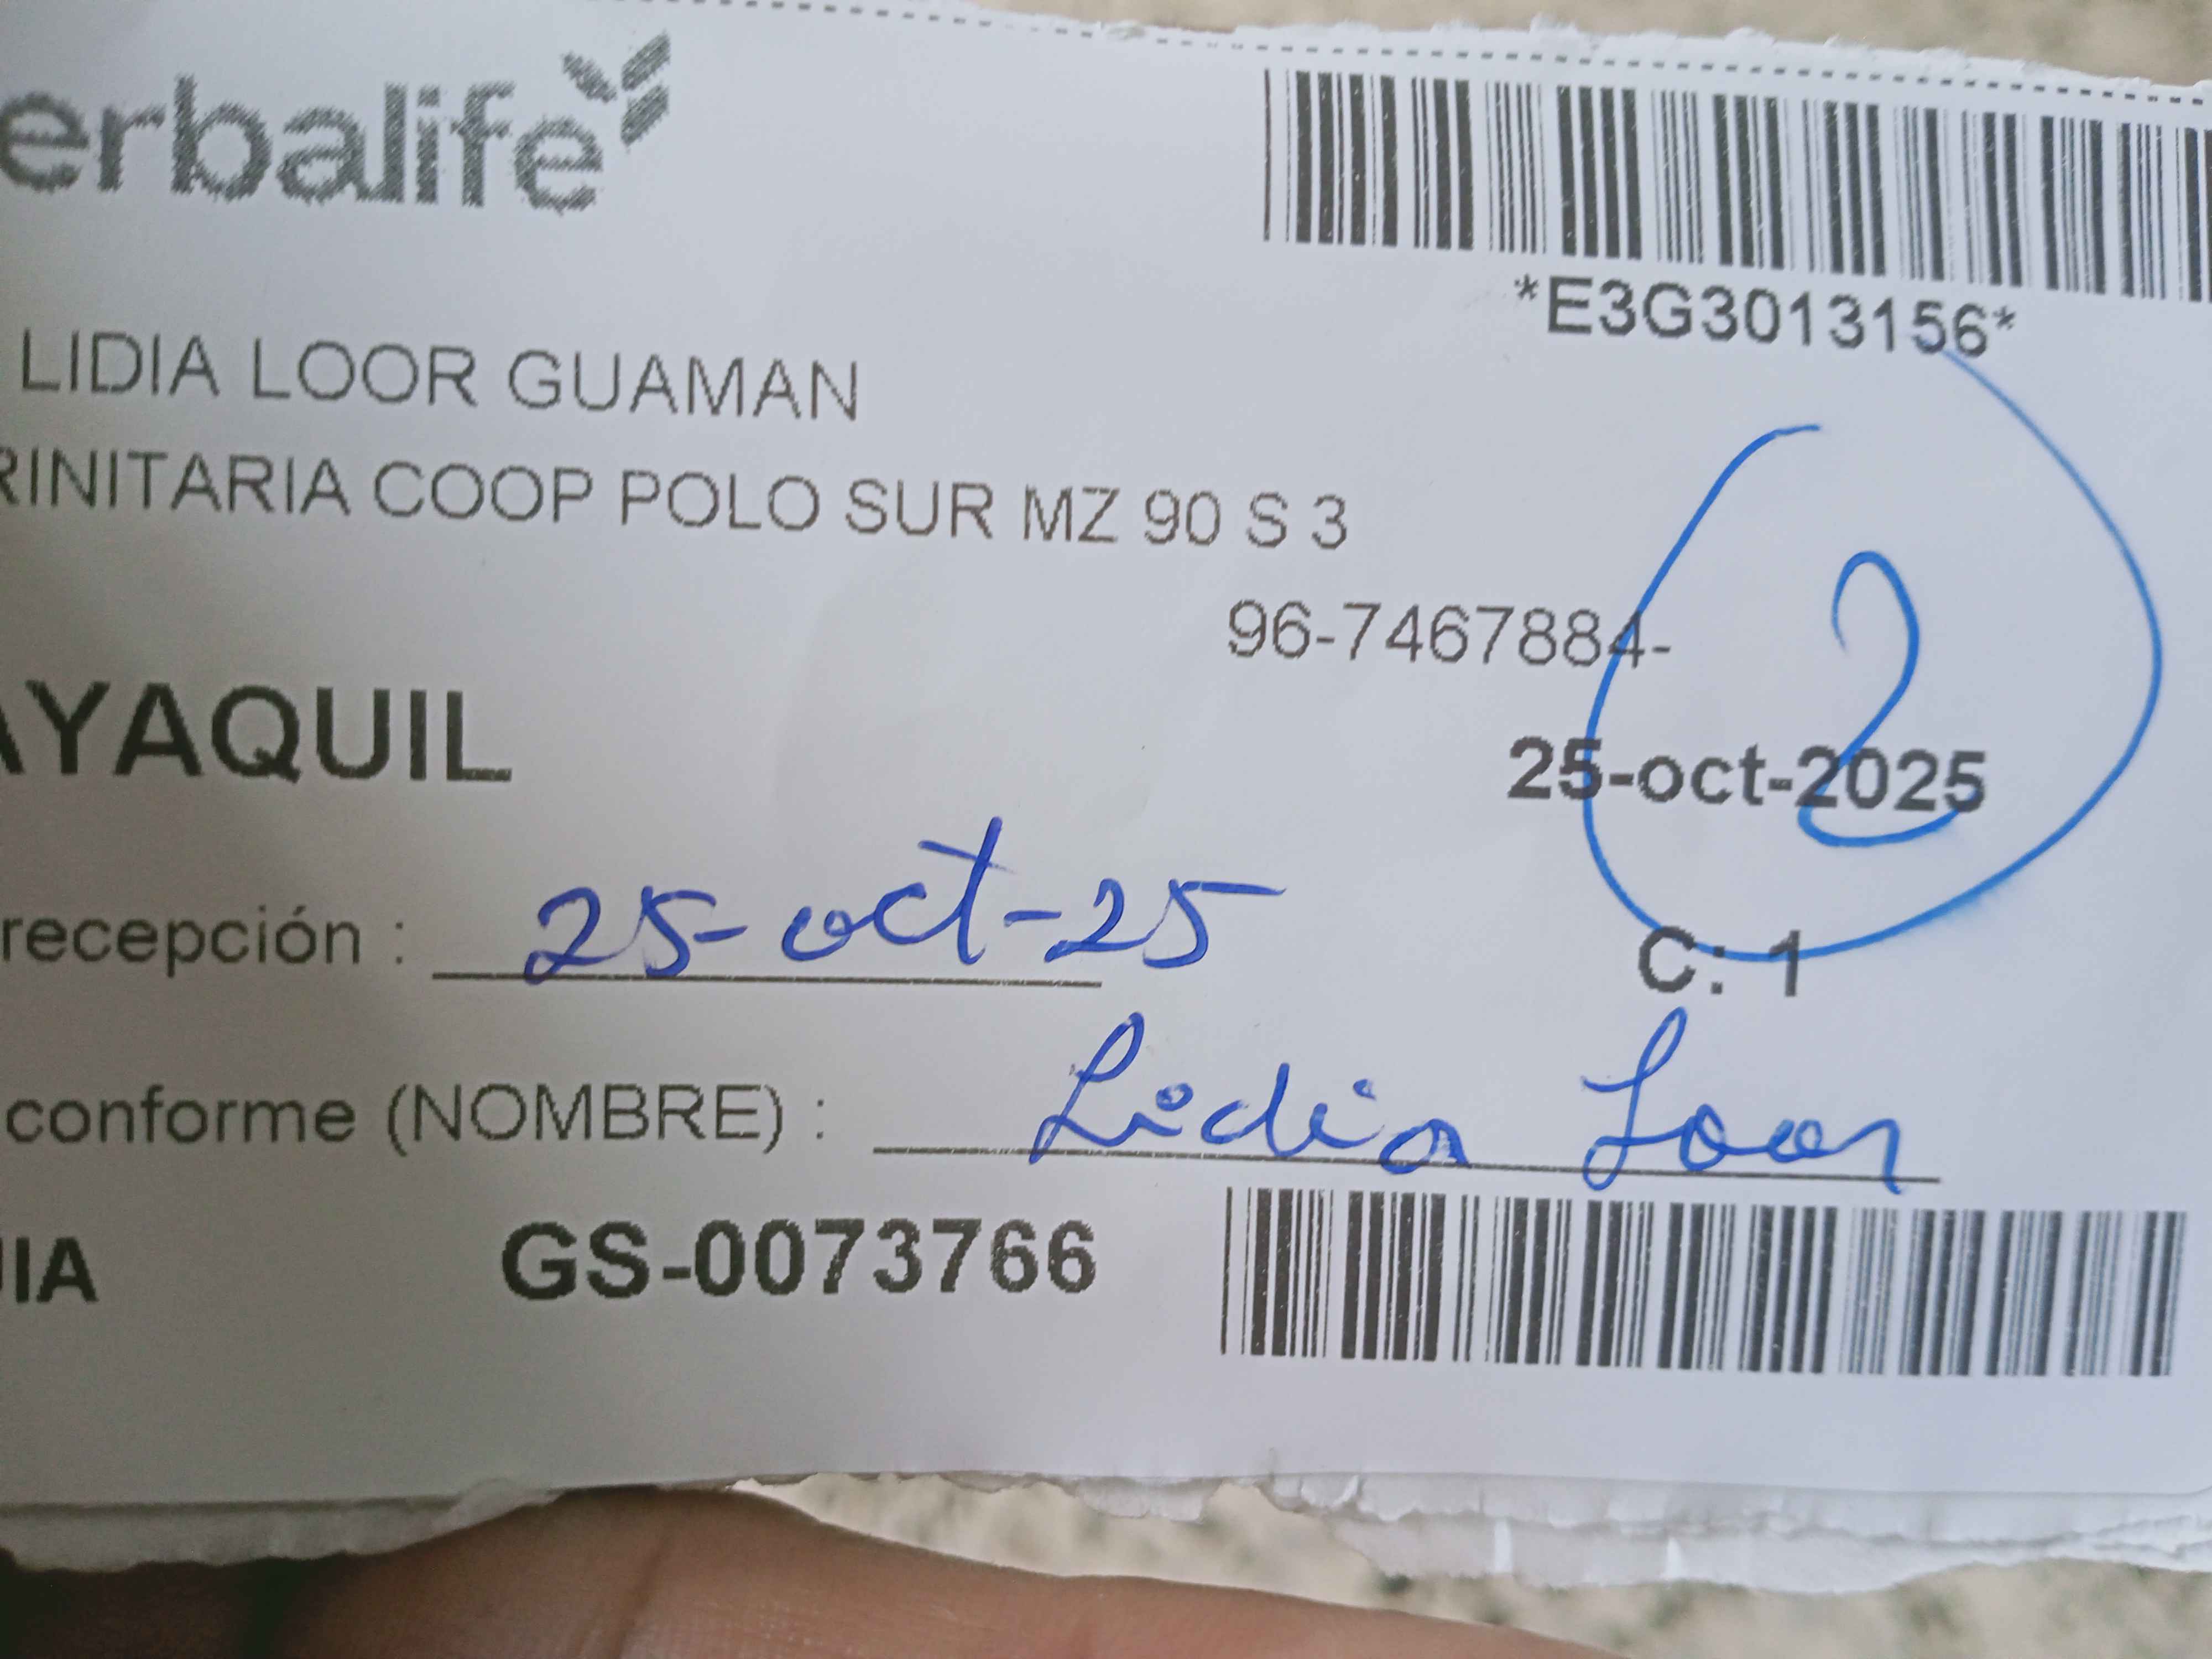 erbalife
*E3G3013156*
LIDIA LOOR GUAMAN
RINITARIA COOP POLO SUR MZ 90 S 3
96-7467884-
2
AYAQUIL
25-oct-2025
recepción : 25-oct-25
C: 1
conforme (NOMBRE) : Lidia Loor
IA GS-0073766